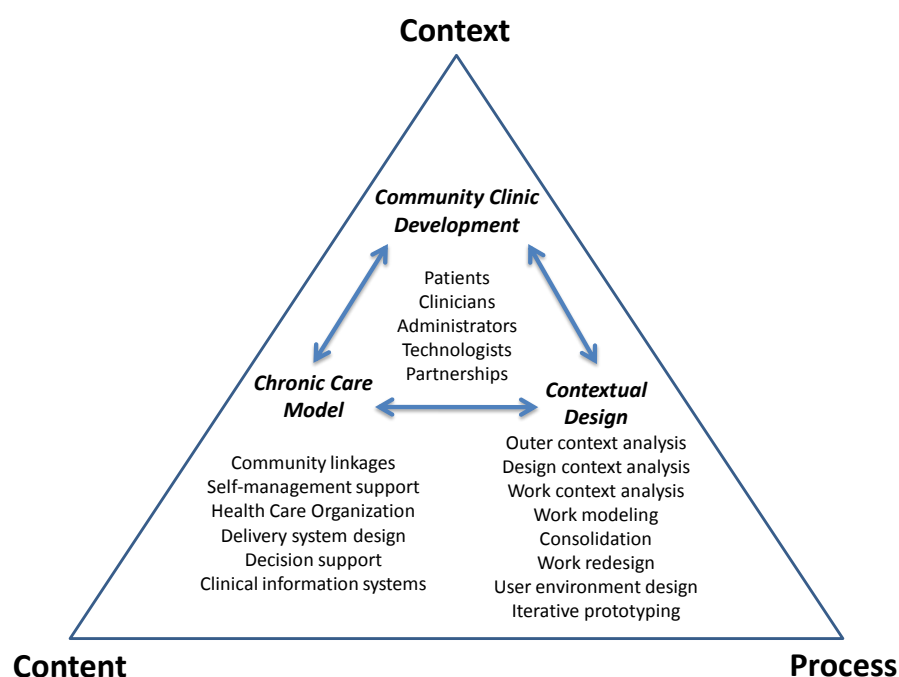 Context
Community Clinic
Development
Patients
Clinicians
Administrators
Technologists
Partnerships
Chronic Care
Model
Community linkages
Self-management support
Health Care Organization
Delivery system design
Decision support
Clinical information systems
Contextual
Design
Outer context analysis
Design context analysis
Work context analysis
Work modeling
Consolidation
Work redesign
User environment design
Iterative prototyping
Content
Process